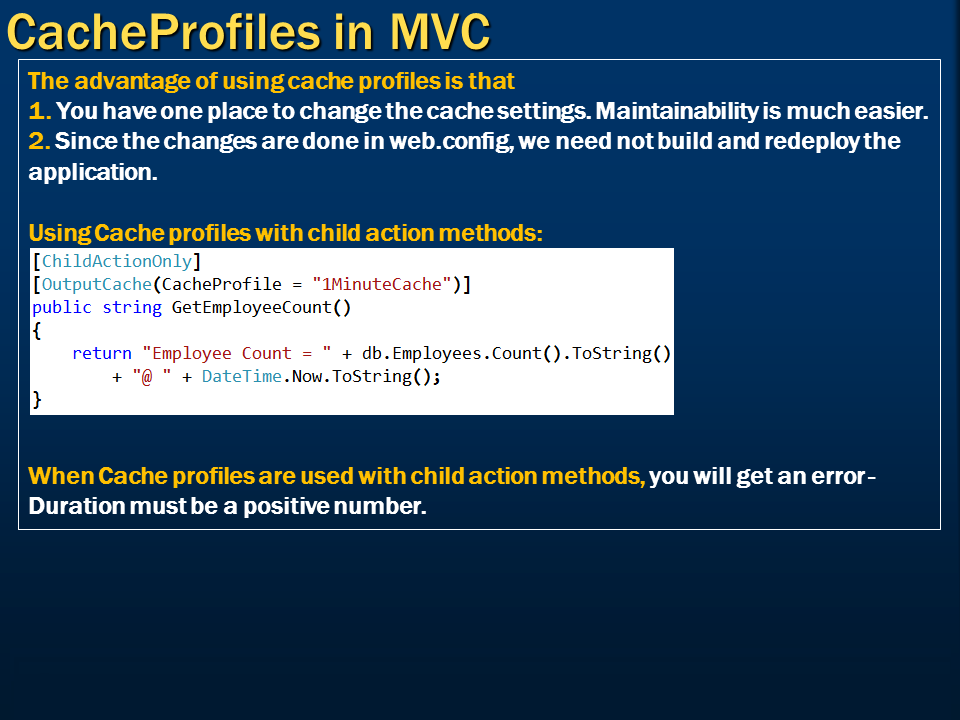 CacheProfiles in MVC
The advantage of using cache profiles is that
1. You have one place to change the cache settings. Maintainability is much easier.
2. Since the changes are done in web.config, we need not build and redeploy the
application.
Using Cache profiles with child action methods:
[ChildActionOnly]
[OutputCache(CacheProfile = "1MinuteCache")]
public string GetEmployeeCount()
{
    return "Employee Count = " + db.Employees.Count().ToString()
        + "@ " + DateTime.Now.ToString();
}
When Cache profiles are used with child action methods, you will get an error -
Duration must be a positive number.